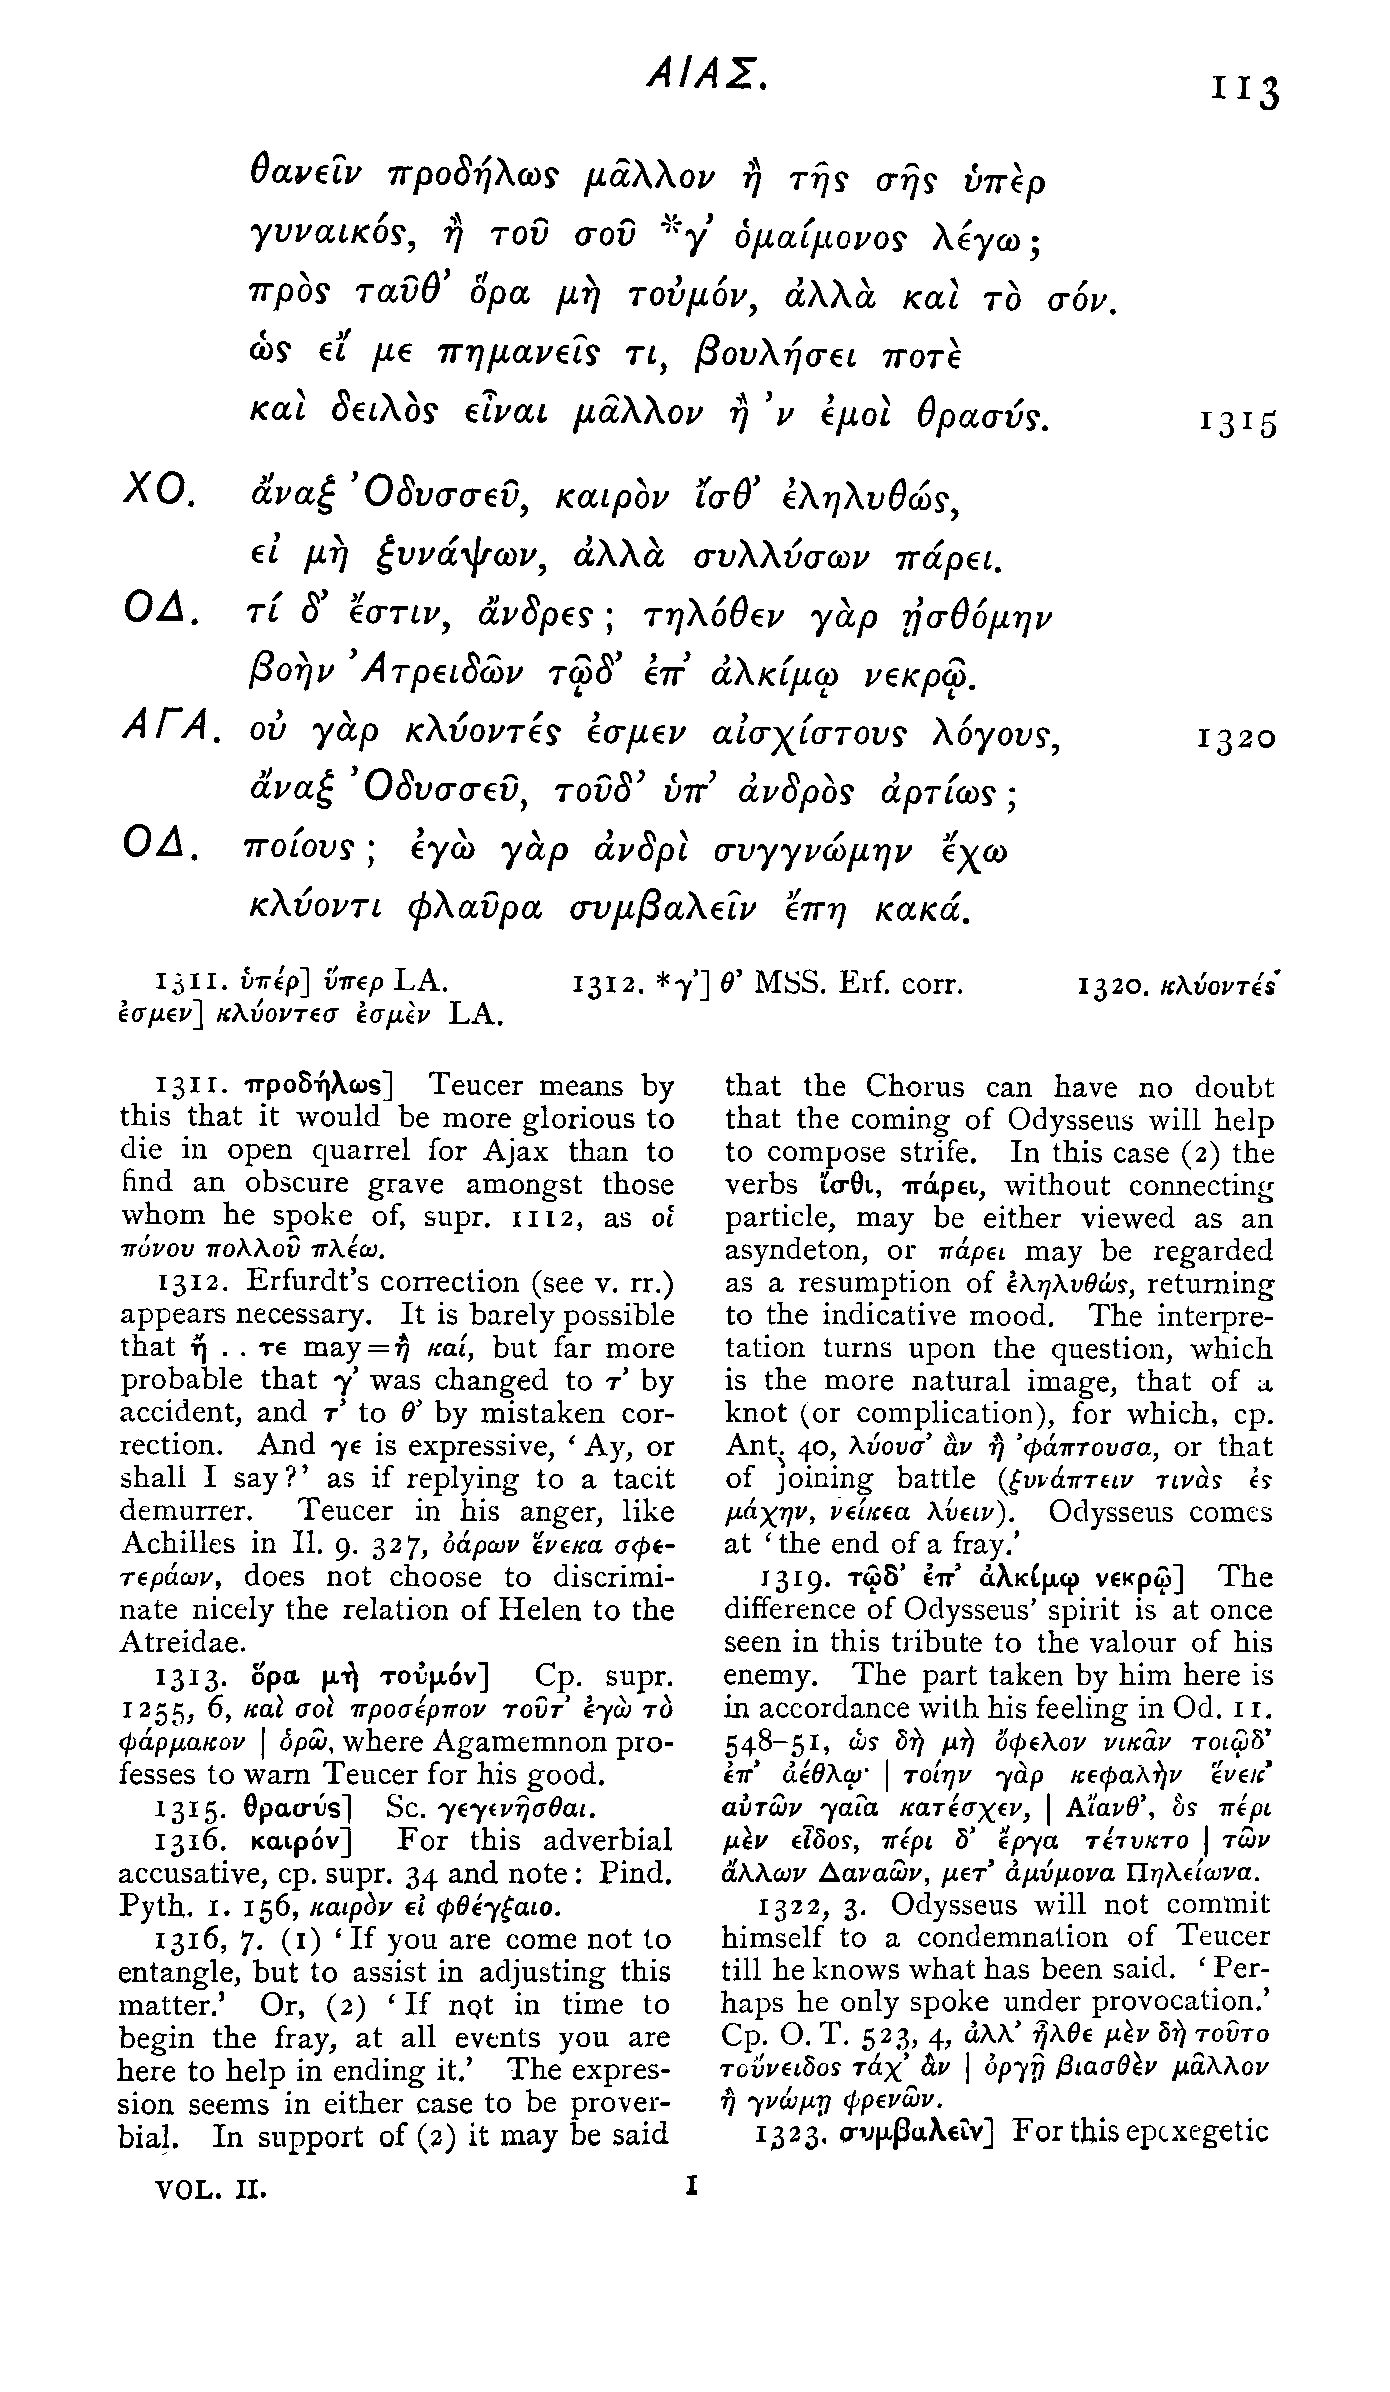 ΑΙΑΣ.
113
θανεῖν προδήλως μᾶλλον ἢ τῆς σῆς ὑπὲρ
γυναικός, ἢ τοῦ σοῦ *γ’ ὁμαίμονος λέγω;
πρὸς ταῦθ’ ὅρα μὴ τοὐμόν, ἀλλὰ καὶ τὸ σόν.
ὡς εἴ με πημανεῖς τι, βουλήσει ποτὲ
καὶ δειλὸς εἶναι μᾶλλον ἢ ’ν ἐμοὶ θρασύς. 1315
ΧΟ. ἄναξ Ὀδυσσεῦ, καιρὸν ἴσθ’ ἐληλυθώς,
εἰ μὴ ξυνάψων, ἀλλὰ συλλύσων πάρει.
ΟΔ. τί δ’ ἔστιν, ἄνδρες; τηλόθεν γὰρ ᾐσθόμην
βοὴν Ἀτρειδῶν τῷδ’ ἐπ’ ἀλκίμῳ νεκρῷ.
ΑΓΑ. οὐ γὰρ κλύοντές ἐσμεν αἰσχίστους λόγους, 1320
ἄναξ Ὀδυσσεῦ, τοῦδ’ ὑπ’ ἀνδρὸς ἀρτίως;
ΟΔ. ποίους; ἐγὼ γὰρ ἀνδρὶ συγγνώμην ἔχω
κλύοντι φλαῦρα συμβαλεῖν ἔπη κακά.
1311. ὑπέρ] ὕπερ LA. 1312. *γ’] θ’ MSS. Erf. corr. 1320. κλύοντές
ἐσμεν] κλύοντεσ ἐσμὲν LA.
1311. προδήλως] Teucer means by
this that it would be more glorious to
die in open quarrel for Ajax than to
find an obscure grave amongst those
whom he spoke of, supr. 1112, as οἱ
πόνου πολλοῦ πλέῳ.
1312. Erfurdt’s correction (see v. rr.)
appears necessary. It is barely possible
that ἤ . . τε may=ἢ καί, but far more
probable that γ’ was changed to τ’ by
accident, and τ’ to θ’ by mistaken cor-
rection. And γε is expressive, ‘Ay, or
shall I say?’ as if replying to a tacit
demurrer. Teucer in his anger, like
Achilles in Il. 9. 327, ὀάρων ἕνεκα σφε-
τεράων, does not choose to discrimi-
nate nicely the relation of Helen to the
Atreidae.
1313. ὅρα μὴ τοὐμόν] Cp. supr.
1255, 6, καὶ σοὶ προσέρπον τοῦτ’ ἐγὼ τὸ
φάρμακον | ὁρῶ, where Agamemnon pro-
fesses to warn Teucer for his good.
1315. θρασύς] Sc. γεγενῆσθαι.
1316. καιρόν] For this adverbial
accusative, cp. supr. 34 and note: Pind.
Pyth. 1. 156, καιρὸν εἰ φθέγξαιο.
1316, 7. (1) ‘If you are come not to
entangle, but to assist in adjusting this
matter.’ Or, (2) ‘If not in time to
begin the fray, at all events you are
here to help in ending it.’ The expres-
sion seems in either case to be prover-
bial. In support of (2) it may be said
that the Chorus can have no doubt
that the coming of Odysseus will help
to compose strife. In this case (2) the
verbs ἴσθι, πάρει, without connecting
particle, may be either viewed as an
asyndeton, or πάρει may be regarded
as a resumption of ἐληλυθώς, returning
to the indicative mood. The interpre-
tation turns upon the question, which
is the more natural image, that of a
knot (or complication), for which, cp.
Ant. 40, λύουσ’ ἂν ἢ ’φάπτουσα, or that
of joining battle (ξυνάπτειν τινὰς ἐς
μάχην, νείκεα λύειν). Odysseus comes
at ‘the end of a fray.’
1319. τῷδ’ ἐπ’ ἀλκίμῳ νεκρῷ] The
difference of Odysseus’ spirit is at once
seen in this tribute to the valour of his
enemy. The part taken by him here is
in accordance with his feeling in Od. 11.
548–51, ὡς δὴ μὴ ὄφελον νικᾶν τοιῷδ’
ἐπ’ ἀέθλῳ· | τοίην γὰρ κεφαλὴν ἕνεκ’
αὐτῶν γαῖα κατέσχεν, | Αἴανθ’, ὃς πέρι
μὲν εἶδος, πέρι δ’ ἔργα τέτυκτο | τῶν
ἄλλων Δαναῶν, μετ’ ἀμύμονα Πηλείωνα.
1322, 3. Odysseus will not commit
himself to a condemnation of Teucer
till he knows what has been said. ‘Per-
haps he only spoke under provocation.’
Cp. O. T. 523, 4, ἀλλ’ ἦλθε μὲν δὴ τοῦτο
τοὔνειδος τάχ’ ἂν | ὀργῇ βιασθὲν μᾶλλον
ἢ γνώμῃ φρενῶν.
1323. συμβαλεῖν] For this epexegetic
VOL. II. I